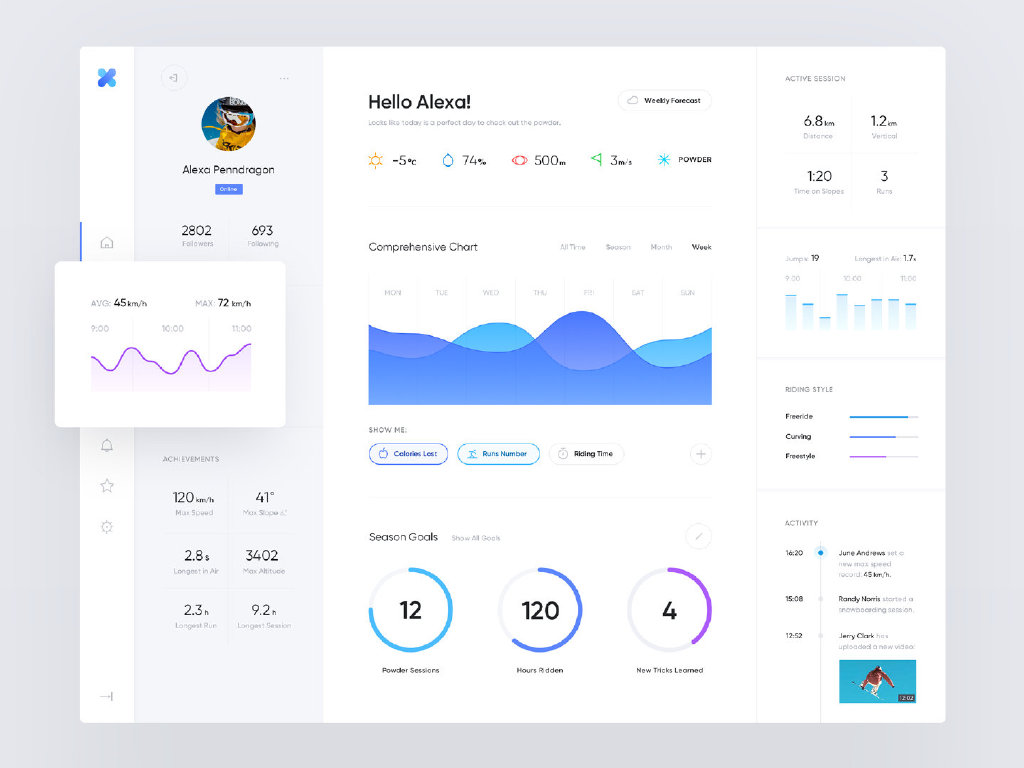 Alexa Penndragon
Online
2802
Followers
693
Following
AVG: 45 km/h
MAX: 72 km/h
9:00 10:00 11:00
ACHIEVEMENTS
120 km/h
Max Speed
41°
Max Slope
2.8 s
Longest in Air
3402
Max Altitude
2.3 h
Longest Run
9.2 h
Longest Session
Hello Alexa!
Looks like today is a perfect day to check out the powder.
Weekly Forecast
-5°C
74%
500m
3m/s
POWDER
Comprehensive Chart
All Time Season Month Week
MON TUE WED THU FRI SAT SUN
SHOW ME:
Calories Lost
Runs Number
Riding Time
Season Goals
Show All Goals
12
Powder Sessions
120
Hours Ridden
4
New Tricks Learned
ACTIVE SESSION
6.8 km
Distance
1.2 km
Vertical
1:20
Time on Slopes
3
Runs
Jumps: 19
Longest in Air: 1.7s
9:00 10:00 11:00
RIDING STYLE
Freeride
Curving
Freestyle
ACTIVITY
16:20
June Andrews set a
new max speed
record: 45 km/h.
15:08
Randy Norris started a
snowboarding session.
12:52
Jerry Clark has
uploaded a new video:
12:02